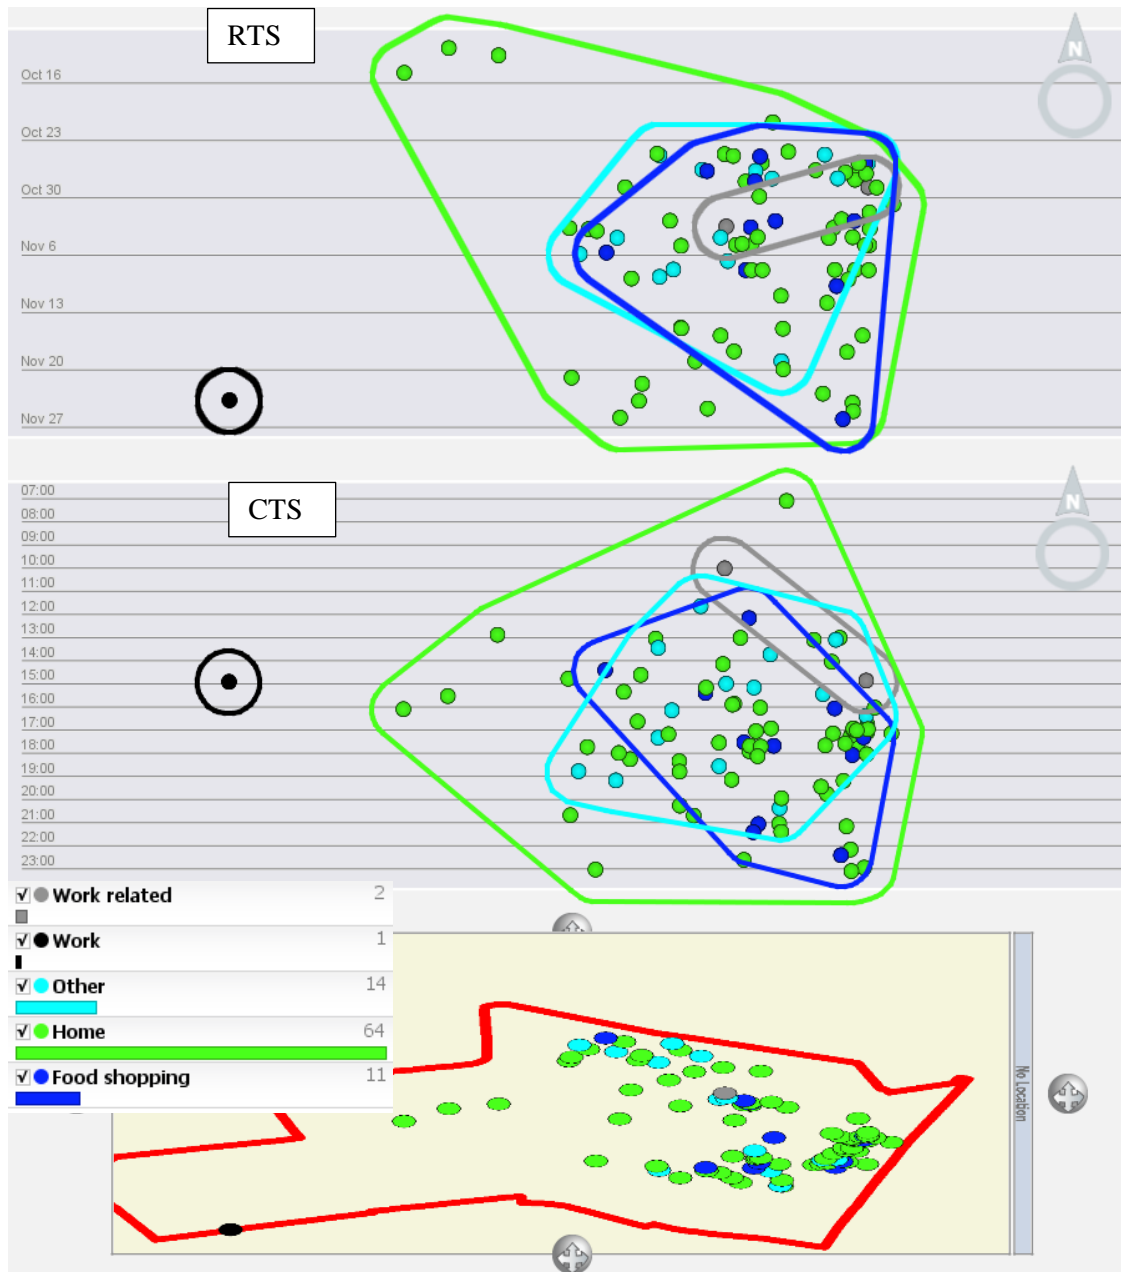 RTS
N
Oct 16
Oct 23
Oct 30
Nov 6
Nov 13
Nov 20
Nov 27
CTS
N
07:00
08:00
09:00
10:00
11:00
12:00
13:00
14:00
15:00
16:00
17:00
18:00
19:00
20:00
21:00
22:00
23:00
Work related 2
Work 1
Other 14
Home 64
Food shopping 11
No Location